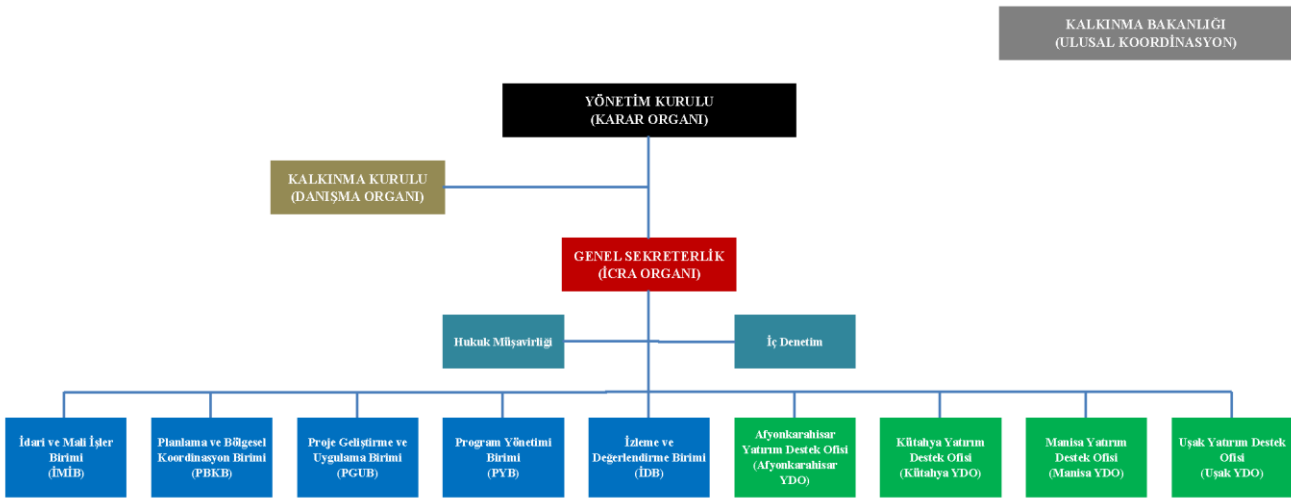 KALKINMA BAKANLIĞI
(ULUSAL KOORDİNASYON)
YÖNETİM KURULU
(KARAR ORGANI)
KALKINMA KURULU
(DANIŞMA ORGANI)
GENEL SEKRETERLİK
(İCRA ORGANI)
Hukuk Müşavirliği
İç Denetim
İdari ve Mali İşler
Birimi
(İMİB)
Planlama ve Bölgesel
Koordinasyon Birimi
(PBKB)
Proje Geliştirme ve
Uygulama Birimi
(PGUB)
Program Yönetimi
Birimi
(PYB)
İzleme ve
Değerlendirme Birimi
(İDB)
Afyonkarahisar
Yatırım Destek Ofisi
(Afyonkarahisar
YDO)
Kütahya Yatırım
Destek Ofisi
(Kütahya YDO)
Manisa Yatırım
Destek Ofisi
(Manisa YDO)
Uşak Yatırım Destek
Ofisi
(Uşak YDO)